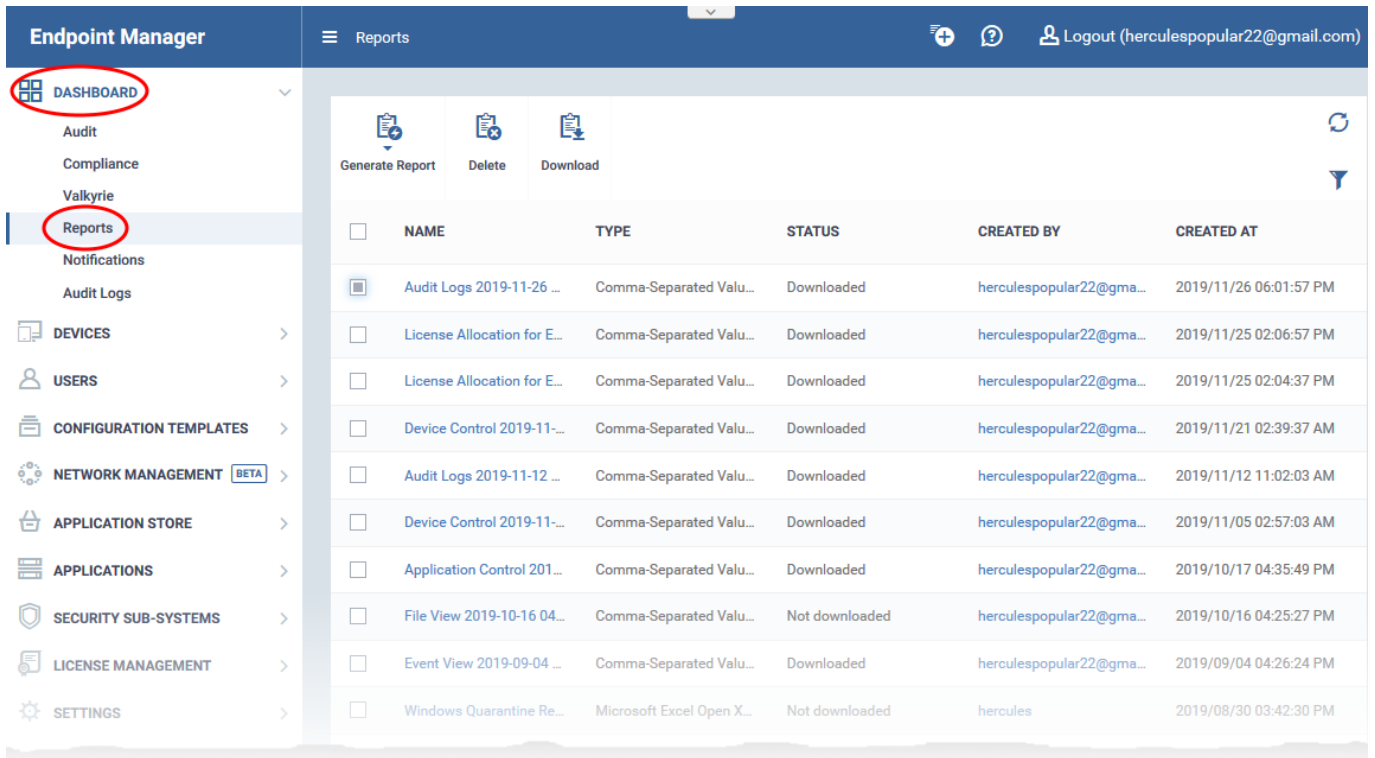 Endpoint Manager
Reports
Logout (herculespopular22@gmail.com)
DASHBOARD
Audit
Compliance
Valkyrie
Reports
Notifications
Audit Logs
DEVICES
USERS
CONFIGURATION TEMPLATES
NETWORK MANAGEMENT BETA
APPLICATION STORE
APPLICATIONS
SECURITY SUB-SYSTEMS
LICENSE MANAGEMENT
SETTINGS
Generate Report Delete Download
NAME TYPE STATUS CREATED BY CREATED AT
Audit Logs 2019-11-26 ... Comma-Separated Valu... Downloaded herculespopular22@gma... 2019/11/26 06:01:57 PM
License Allocation for E... Comma-Separated Valu... Downloaded herculespopular22@gma... 2019/11/25 02:06:57 PM
License Allocation for E... Comma-Separated Valu... Downloaded herculespopular22@gma... 2019/11/25 02:04:37 PM
Device Control 2019-11-... Comma-Separated Valu... Downloaded herculespopular22@gma... 2019/11/21 02:39:37 AM
Audit Logs 2019-11-12 ... Comma-Separated Valu... Downloaded herculespopular22@gma... 2019/11/12 11:02:03 AM
Device Control 2019-11-... Comma-Separated Valu... Downloaded herculespopular22@gma... 2019/11/05 02:57:03 AM
Application Control 201... Comma-Separated Valu... Downloaded herculespopular22@gma... 2019/10/17 04:35:49 PM
File View 2019-10-16 04... Comma-Separated Valu... Not downloaded herculespopular22@gma... 2019/10/16 04:25:27 PM
Event View 2019-09-04 ... Comma-Separated Valu... Downloaded herculespopular22@gma... 2019/09/04 04:26:24 PM
Windows Quarantine Re... Microsoft Excel Open X... Not downloaded hercules 2019/08/30 03:42:30 PM